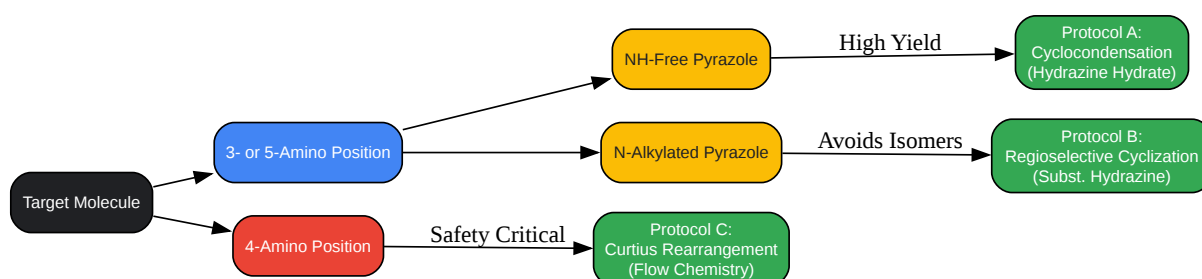 Target Molecule
3- or 5-Amino Position
4-Amino Position
NH-Free Pyrazole
N-Alkylated Pyrazole
High Yield
Avoids Isomers
Safety Critical
Protocol A:
Cyclocondensation
(Hydrazine Hydrate)
Protocol B:
Regioselective Cyclization
(Subst. Hydrazine)
Protocol C:
Curtius Rearrangement
(Flow Chemistry)